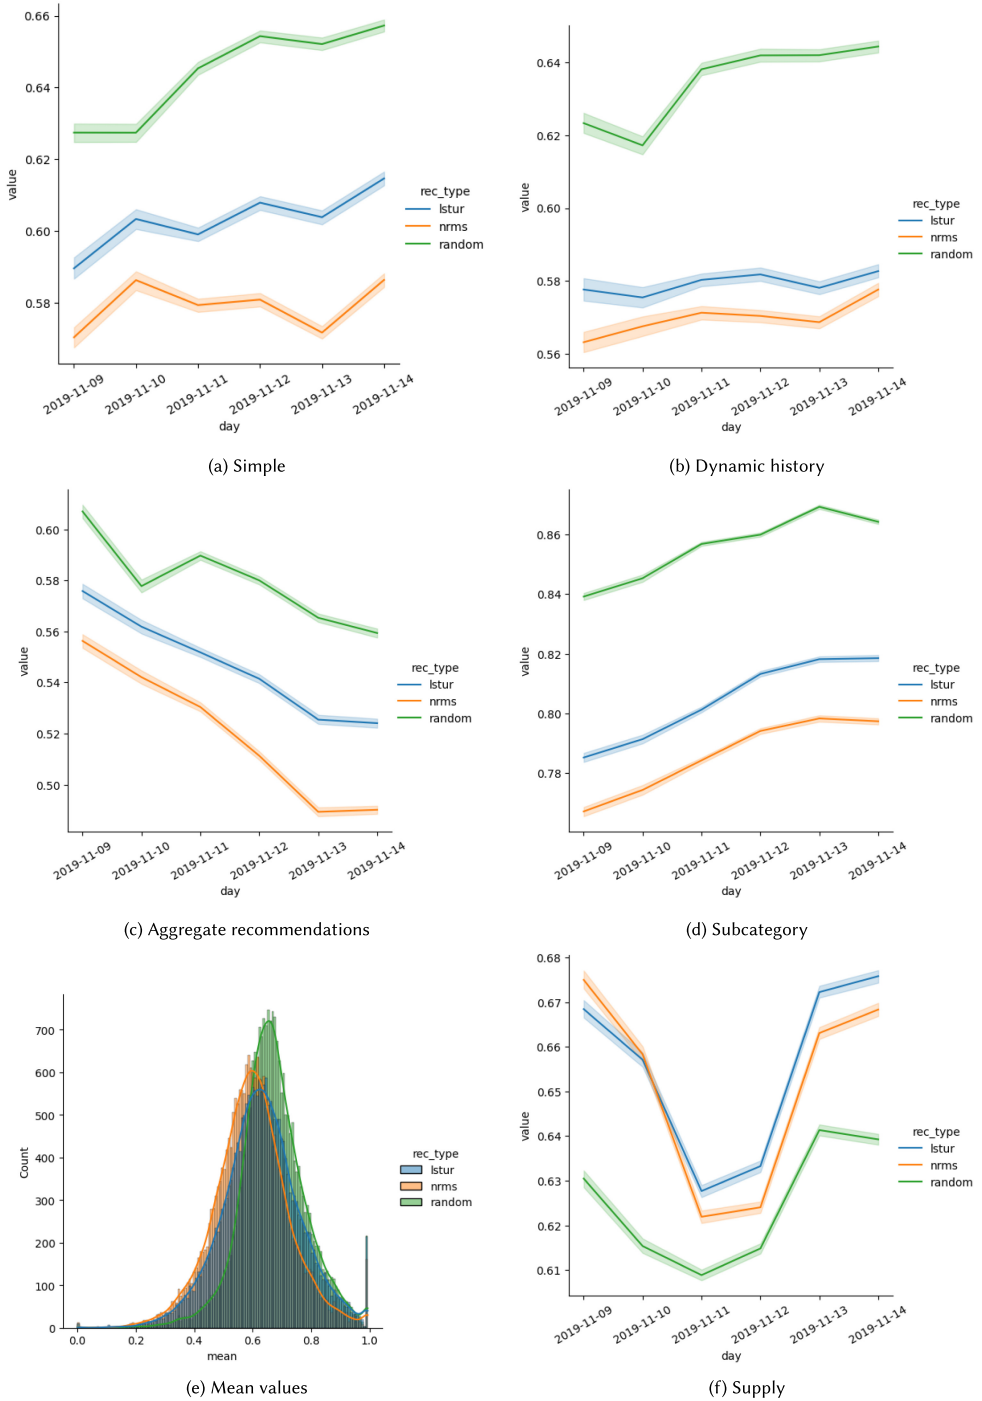 0.66
0.64
0.62
0.60
0.58
value
2019-11-09
2019-11-10
2019-11-11
2019-11-12
2019-11-13
2019-11-14
day
rec_type
lstur
nrms
random
(a) Simple
0.64
0.62
0.60
0.58
0.56
value
2019-11-09
2019-11-10
2019-11-11
2019-11-12
2019-11-13
2019-11-14
day
rec_type
lstur
nrms
random
(b) Dynamic history
0.60
0.58
0.56
0.54
0.52
0.50
value
2019-11-09
2019-11-10
2019-11-11
2019-11-12
2019-11-13
2019-11-14
day
rec_type
lstur
nrms
random
(c) Aggregate recommendations
0.86
0.84
0.82
0.80
0.78
value
2019-11-09
2019-11-10
2019-11-11
2019-11-12
2019-11-13
2019-11-14
day
rec_type
lstur
nrms
random
(d) Subcategory
700
600
500
400
300
200
100
0
Count
0.0
0.2
0.4
0.6
0.8
1.0
mean
rec_type
lstur
nrms
random
(e) Mean values
0.68
0.67
0.66
0.65
0.64
0.63
0.62
0.61
value
2019-11-09
2019-11-10
2019-11-11
2019-11-12
2019-11-13
2019-11-14
day
rec_type
lstur
nrms
random
(f) Supply